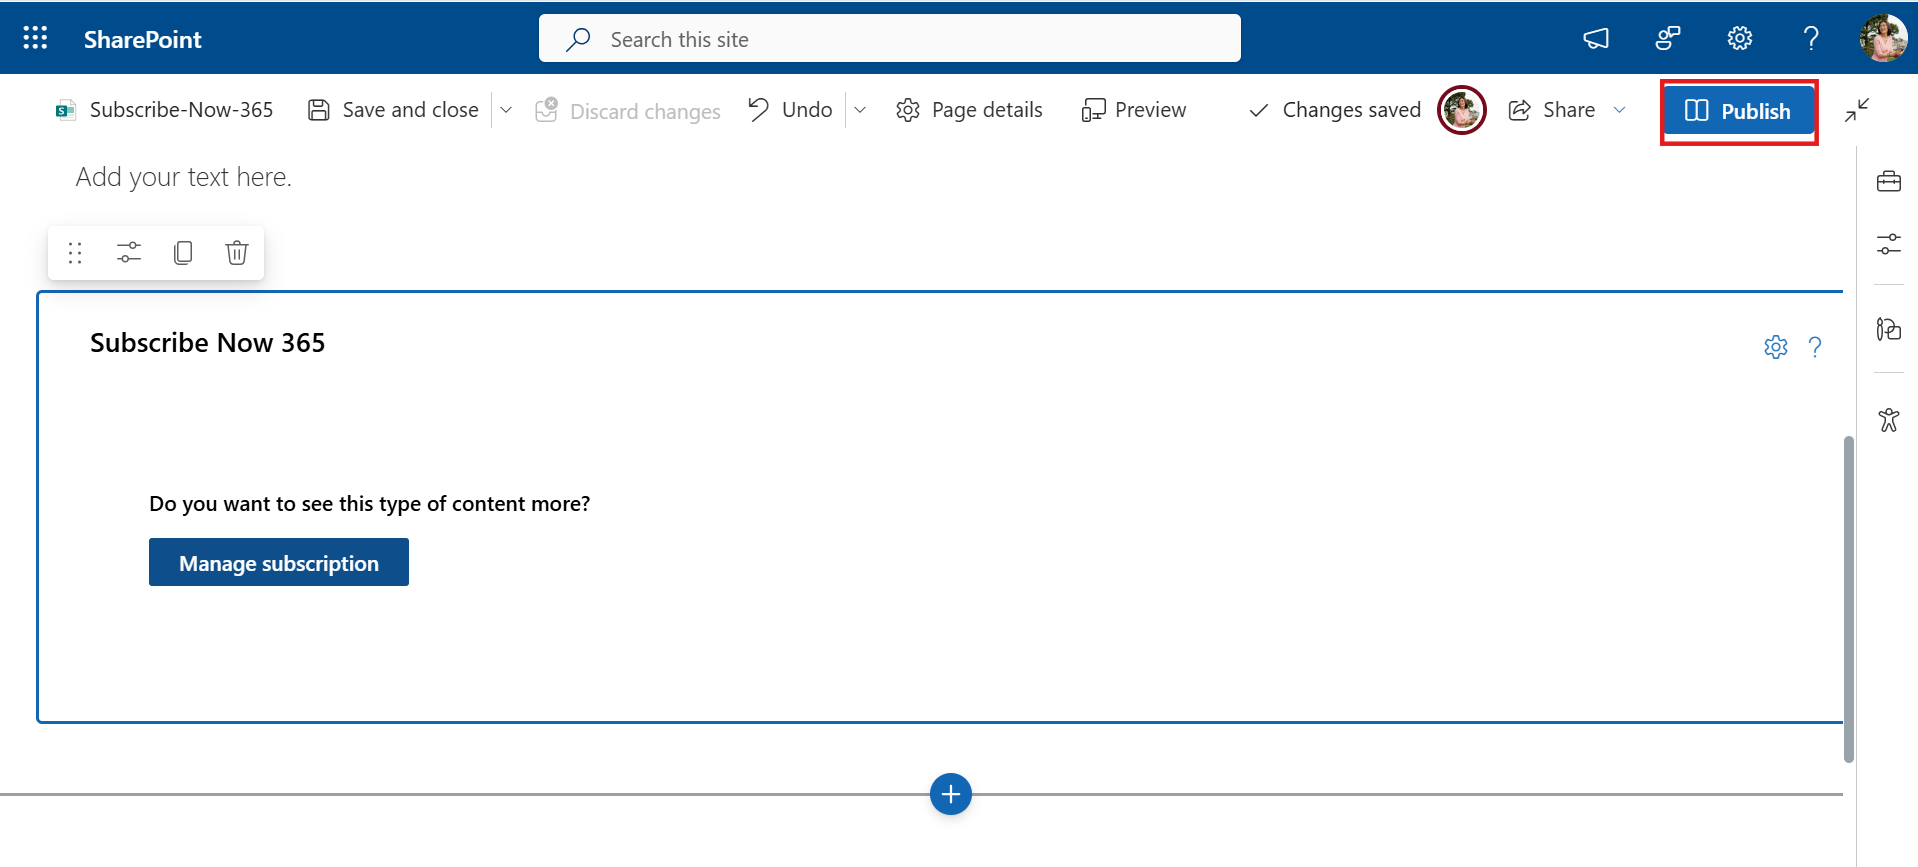 SharePoint
Search this site
?
Subscribe-Now-365
Save and close
Discard changes
Undo
Page details
Preview
Changes saved
Share
Publish
Add your text here.
Subscribe Now 365
?
Do you want to see this type of content more?
Manage subscription